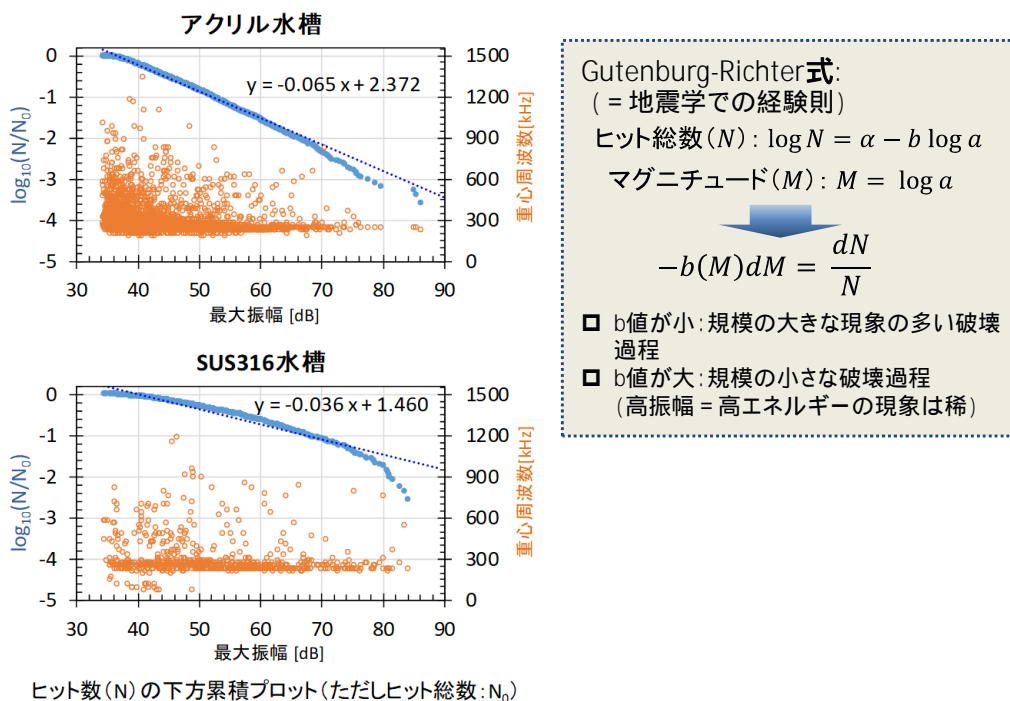 アクリル水槽
0
-1
-2
-3
-4
-5
log₁₀(N/N₀)
y = -0.065 x + 2.372
1500
1200
900
600
300
0
重心周波数[kHz]
30 40 50 60 70 80 90
最大振幅 [dB]
SUS316水槽
0
-1
-2
-3
-4
-5
log₁₀(N/N₀)
y = -0.036 x + 1.460
1500
1200
900
600
300
0
重心周波数[kHz]
30 40 50 60 70 80 90
最大振幅 [dB]
ヒット数(N)の下方累積プロット(ただしヒット総数:N₀)
Gutenburg-Richter式:
( = 地震学での経験則)
ヒット総数(N): log N = α − b log a
マグニチュード(M): M = log a
−b(M)dM = dN/N
b値が小:規模の大きな現象の多い破壊
過程
b値が大:規模の小さな破壊過程
(高振幅 = 高エネルギーの現象は稀)